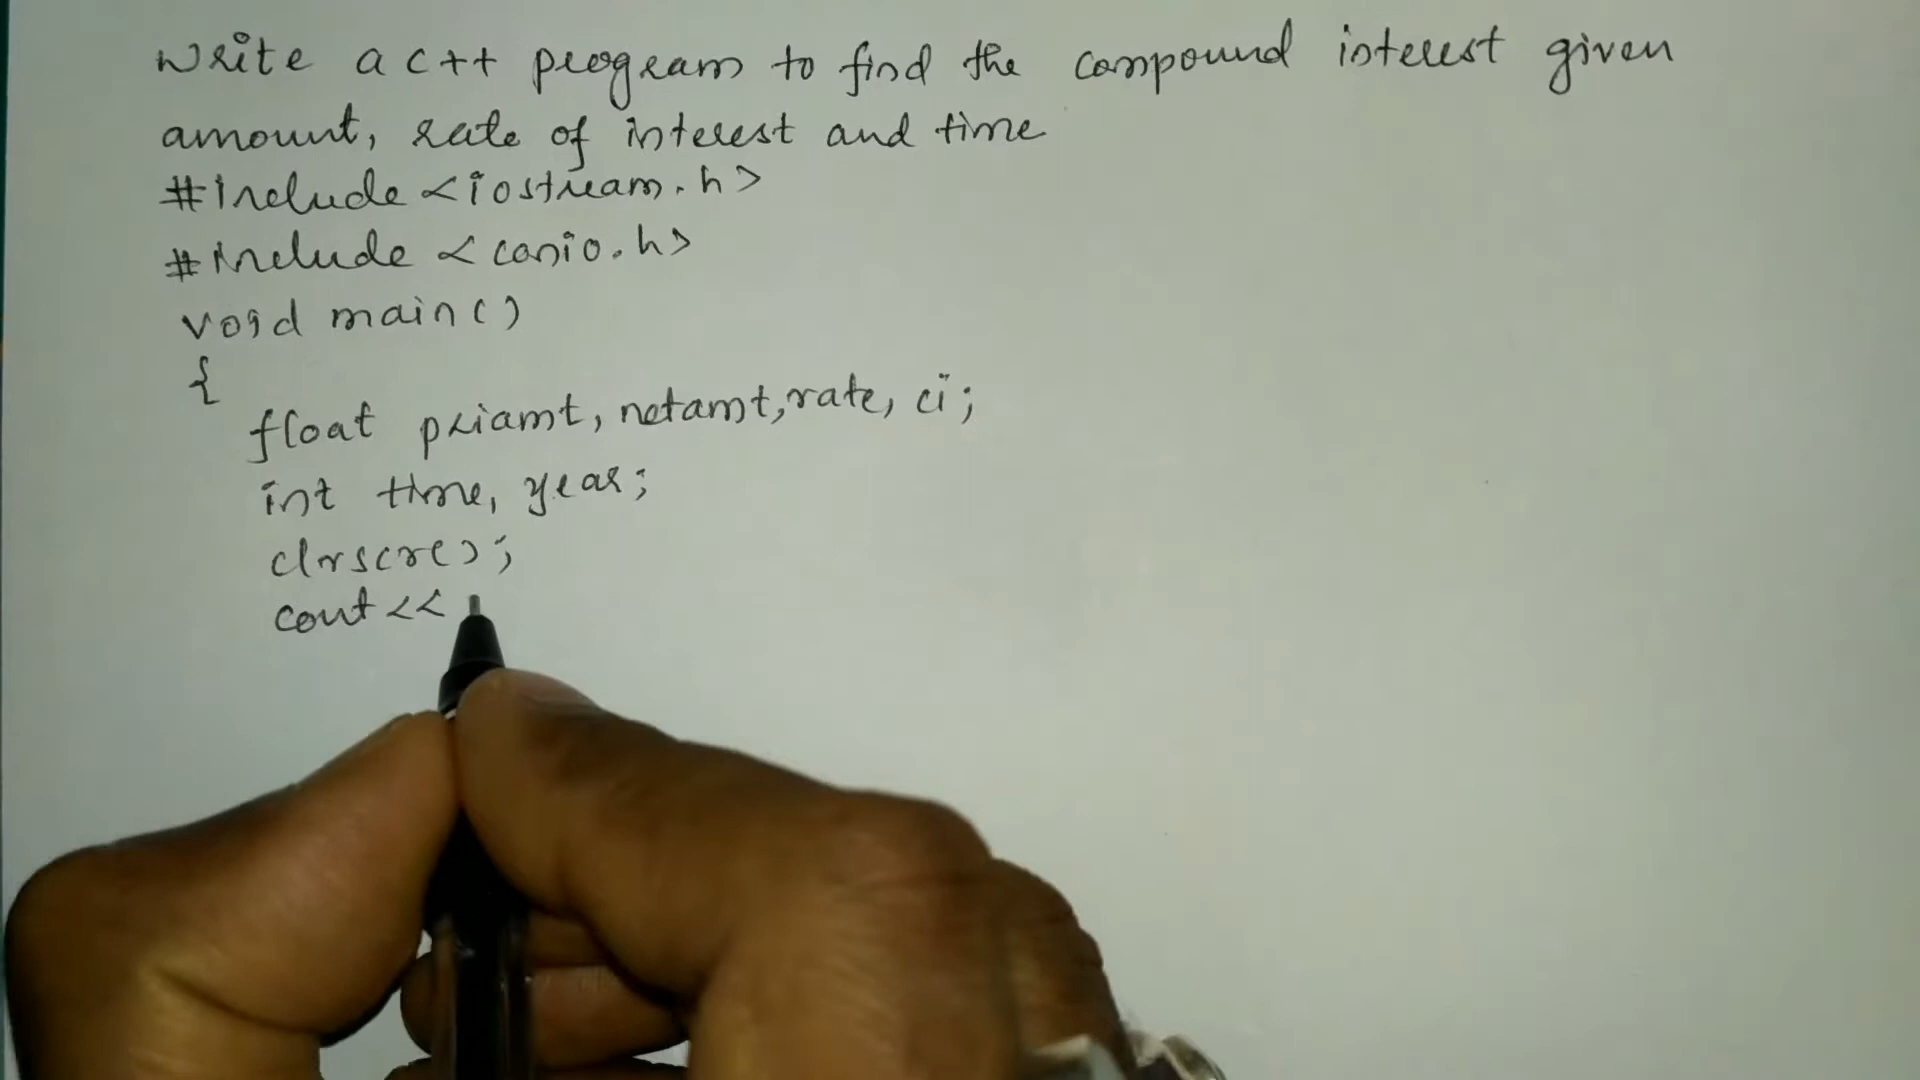 Write a c++ program to find the compound interest given
amount, rate of interest and time
#include <iostream.h>
#include <conio.h>
void main()
{
float priamt, netamt, rate, ci;
int time, year;
clrscr();
cout <<